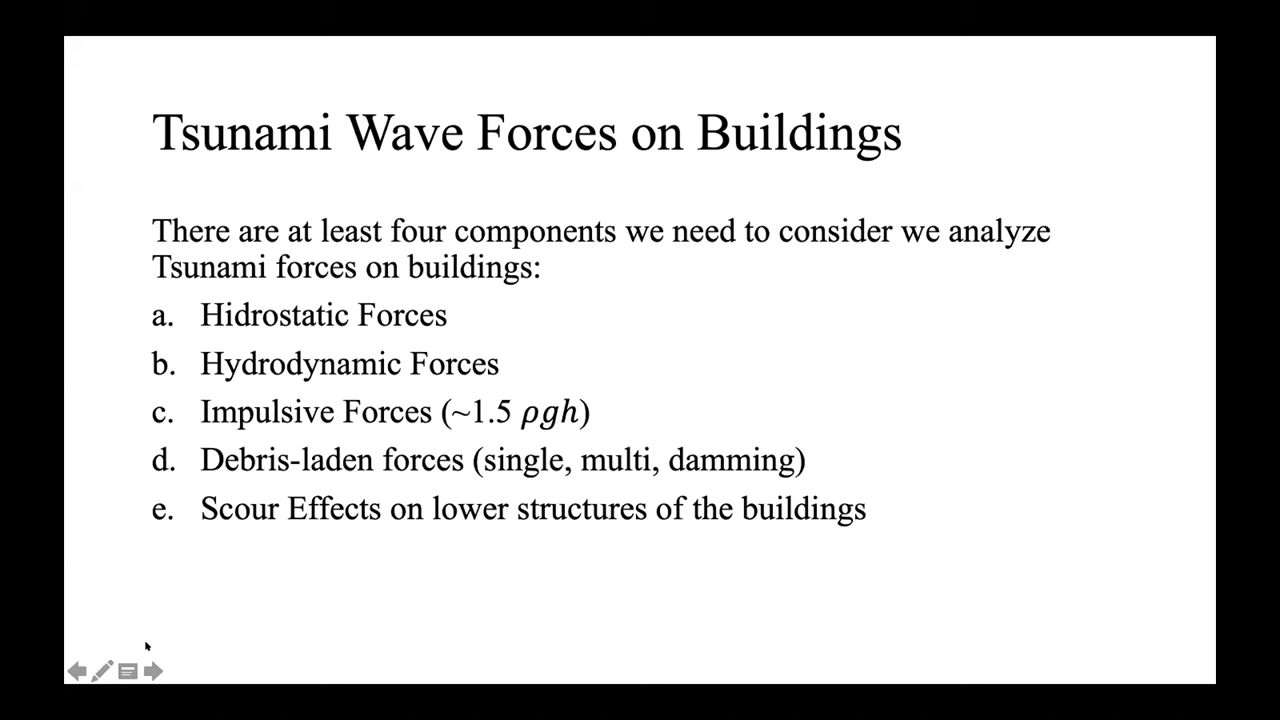 Tsunami Wave Forces on Buildings
There are at least four components we need to consider we analyze
Tsunami forces on buildings:
a. Hidrostatic Forces
b. Hydrodynamic Forces
c. Impulsive Forces (~1.5 𝜌𝑔ℎ)
d. Debris-laden forces (single, multi, damming)
e. Scour Effects on lower structures of the buildings